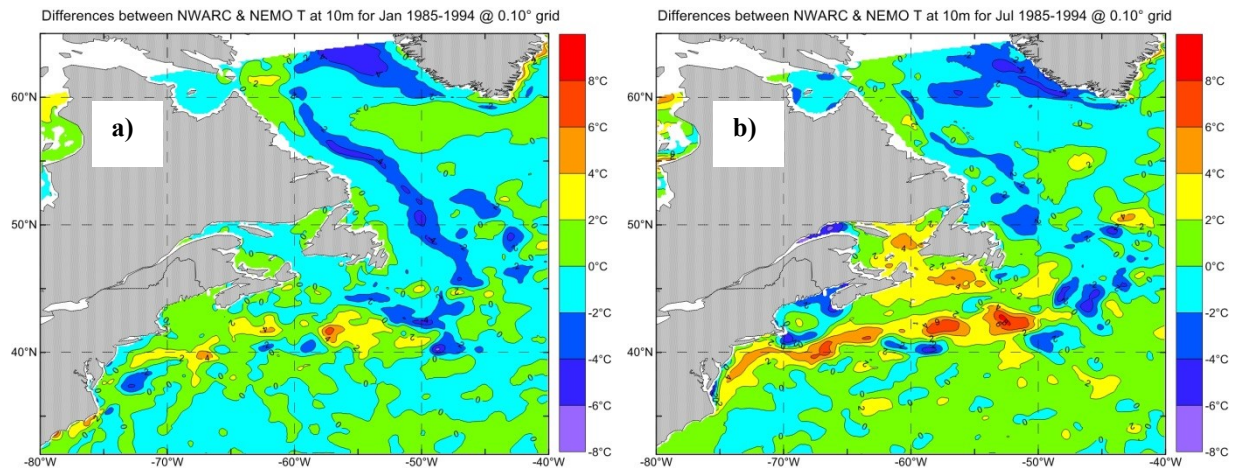 Differences between NWARC & NEMO T at 10m for Jan 1985-1994 @ 0.10° grid
a)
60°N
50°N
40°N
-80°W -70°W -60°W -50°W -40°W
8°C
6°C
4°C
2°C
0°C
-2°C
-4°C
-6°C
-8°C
Differences between NWARC & NEMO T at 10m for Jul 1985-1994 @ 0.10° grid
b)
60°N
50°N
40°N
-80°W -70°W -60°W -50°W -40°W
8°C
6°C
4°C
2°C
0°C
-2°C
-4°C
-6°C
-8°C